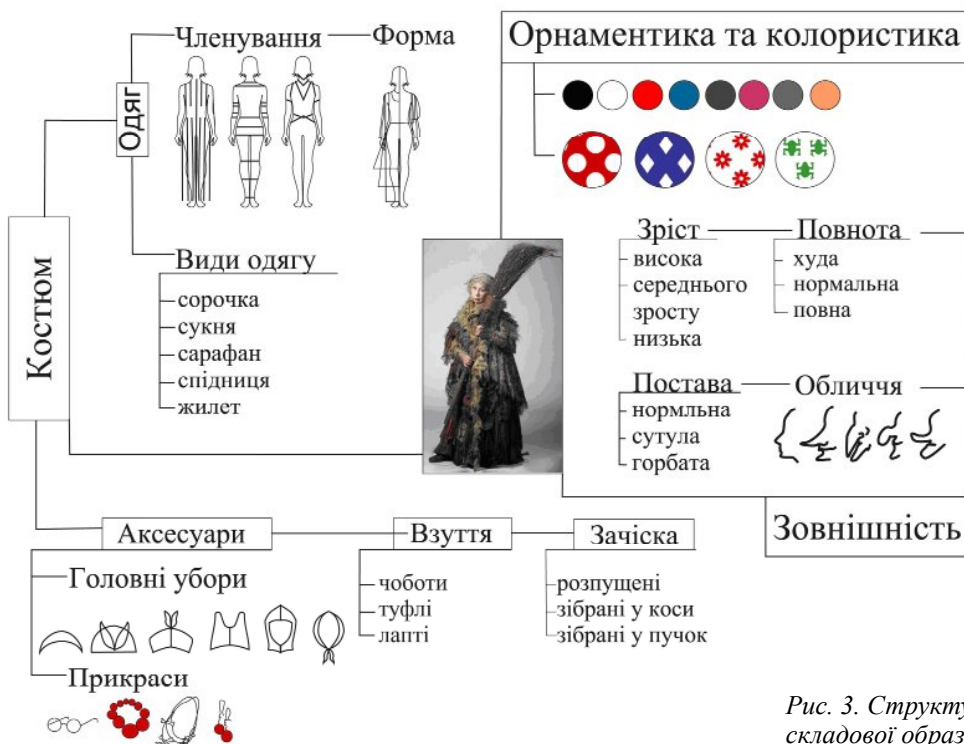 Членування
Форма
Орнаментика та колористика
Одяг
Костюм
Види одягу
сорочка
сукня
сарафан
спідниця
жилет
Зріст
висока
середнього
зросту
низька
Повнота
худа
нормальна
повна
Постава
нормльна
сутула
горбата
Обличчя
Зовнішність
Аксесуари
Взуття
Зачіска
Головні убори
чоботи
туфлі
лапті
розпущені
зібрані у коси
зібрані у пучок
Прикраси
Рис. 3. Структу
складової образ